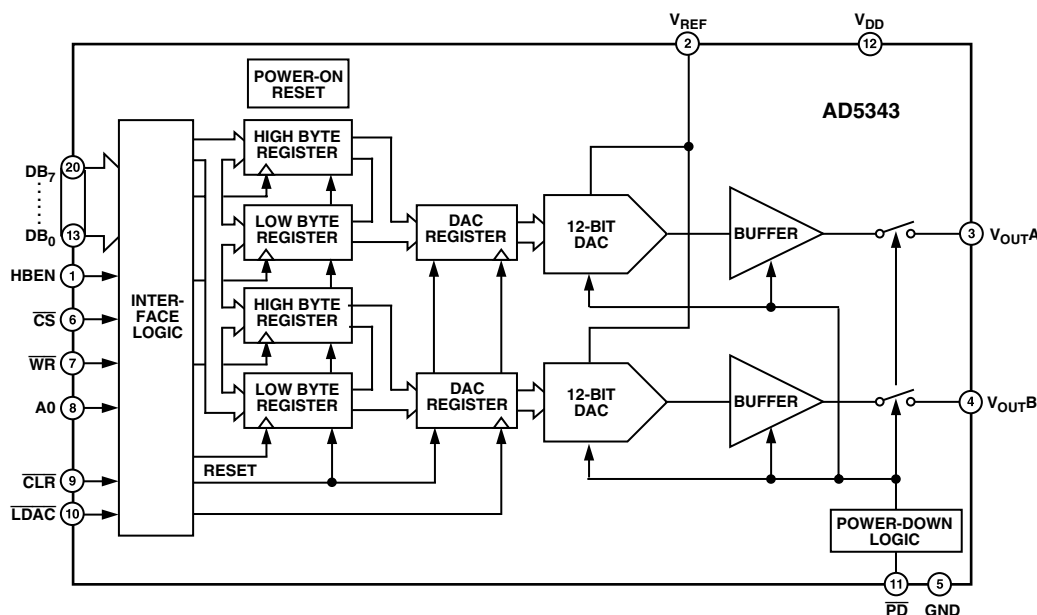 VREF
VDD
2
12
POWER-ON
RESET
AD5343
HIGH BYTE
REGISTER
20
DB7
DB0
13
LOW BYTE
REGISTER
DAC
REGISTER
12-BIT
DAC
BUFFER
3
VOUTA
HBEN
1
INTER-
FACE
LOGIC
HIGH BYTE
REGISTER
CS
6
WR
7
A0
8
LOW BYTE
REGISTER
DAC
REGISTER
12-BIT
DAC
BUFFER
4
VOUTB
RESET
CLR
9
LDAC
10
POWER-DOWN
LOGIC
11
5
PD
GND